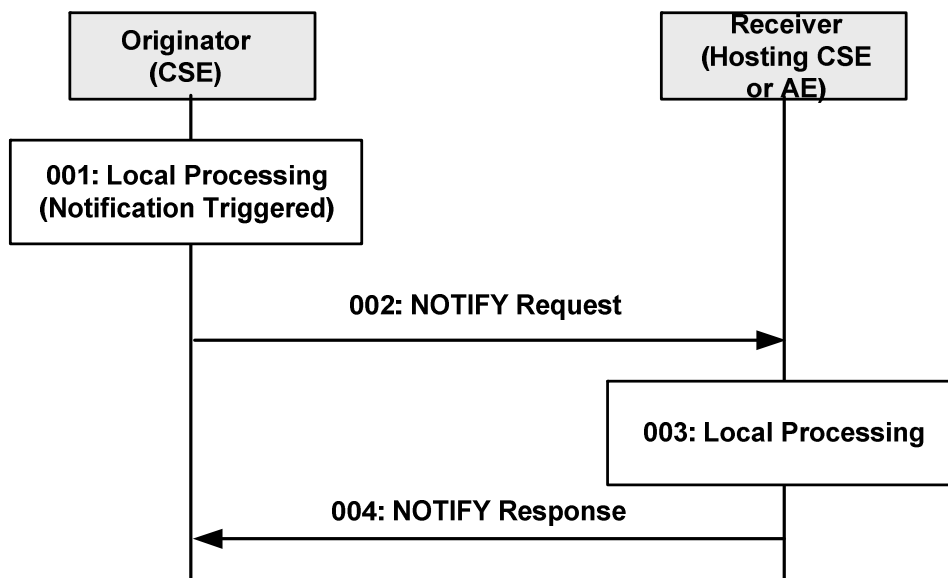 Originator
(CSE)
Receiver
(Hosting CSE
or AE)
001: Local Processing
(Notification Triggered)
002: NOTIFY Request
003: Local Processing
004: NOTIFY Response